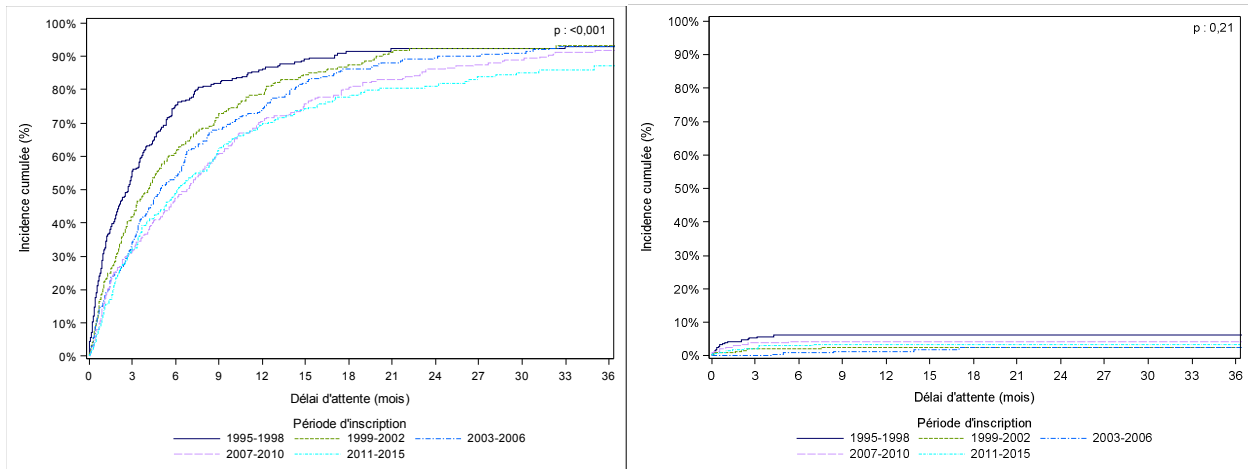 p : <0,001
100%
90%
80%
70%
60%
50%
40%
30%
20%
10%
0%
Incidence cumulée (%)
0 3 6 9 12 15 18 21 24 27 30 33 36
Délai d'attente (mois)
Période d'inscription
1995-1998 1999-2002 2003-2006
2007-2010 2011-2015
p : 0,21
100%
90%
80%
70%
60%
50%
40%
30%
20%
10%
0%
Incidence cumulée (%)
0 3 6 9 12 15 18 21 24 27 30 33 36
Délai d'attente (mois)
Période d'inscription
1995-1998 1999-2002 2003-2006
2007-2010 2011-2015